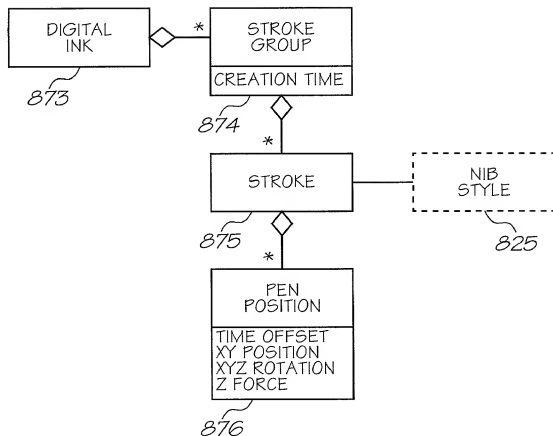 DIGITAL
INK
873
*
STROKE
GROUP
CREATION TIME
874
*
STROKE
875
NIB
STYLE
825
*
PEN
POSITION
TIME OFFSET
XY POSITION
XYZ ROTATION
Z FORCE
876